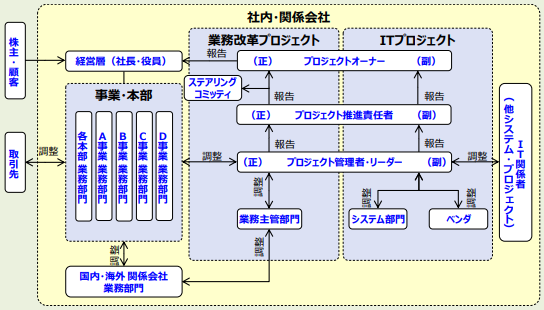 社内・関係会社
業務改革プロジェクト
ITプロジェクト
株主・顧客
経営層（社長・役員）
報告
（正） プロジェクトオーナー （副）
ステアリング
コミッティ
報告
報告
事業・本部
（正） プロジェクト推進責任者 （副）
報告
報告
取引先
調整
各本部 業務部門
A事業 業務部門
B事業 業務部門
C事業 業務部門
D事業 業務部門
調整
（正） プロジェクト管理者・リーダー （副）
調整
IT関係者
（他システム・プロジェクト）
調整
調整
調整
業務主管部門
システム部門
ベンダ
調整
調整
国内・海外 関係会社
業務部門